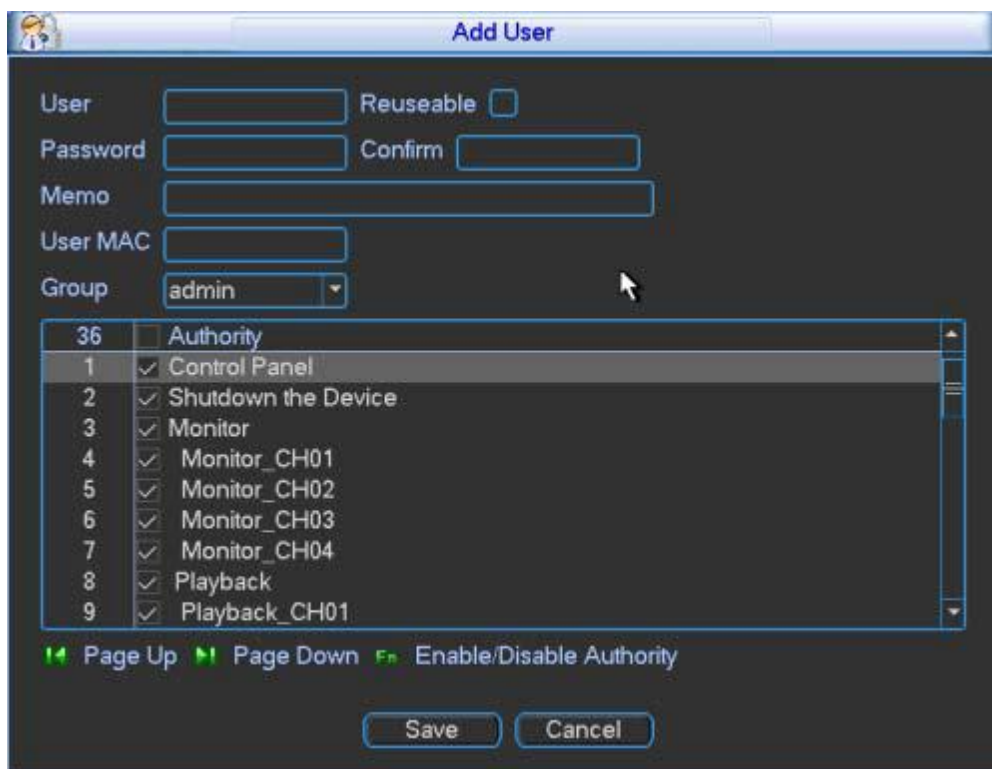 Add User
User Reuseable
Password Confirm
Memo
User MAC
Group admin
36 Authority
1 Control Panel
2 Shutdown the Device
3 Monitor
4 Monitor_CH01
5 Monitor_CH02
6 Monitor_CH03
7 Monitor_CH04
8 Playback
9 Playback_CH01
Page Up Page Down Fn Enable/Disable Authority
Save Cancel